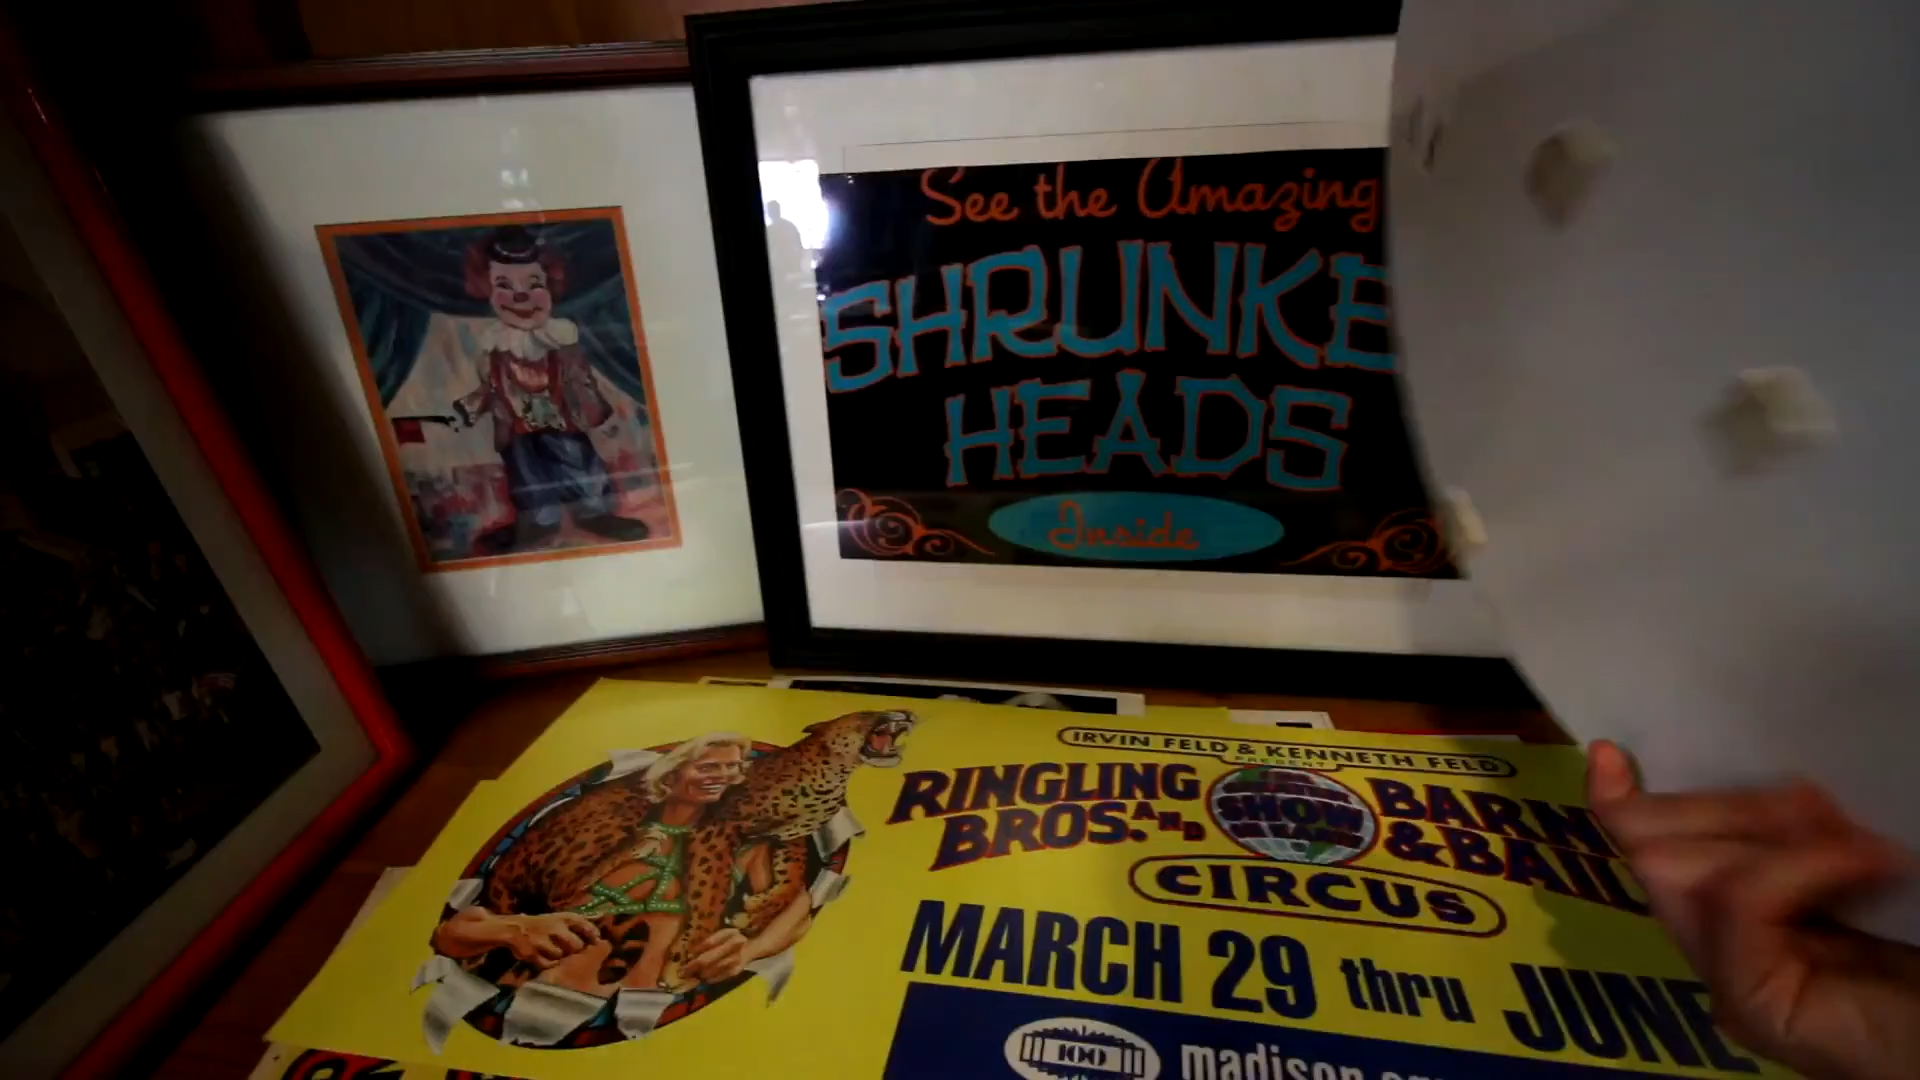 See the Amazing
SHRUNKE
HEADS
Inside
IRVIN FELD & KENNETH FELD
PRESENT
RINGLING
BROS. AND
SHOW
BARN
& BAIL
CIRCUS
MARCH 29 thru JUNE
100
madison